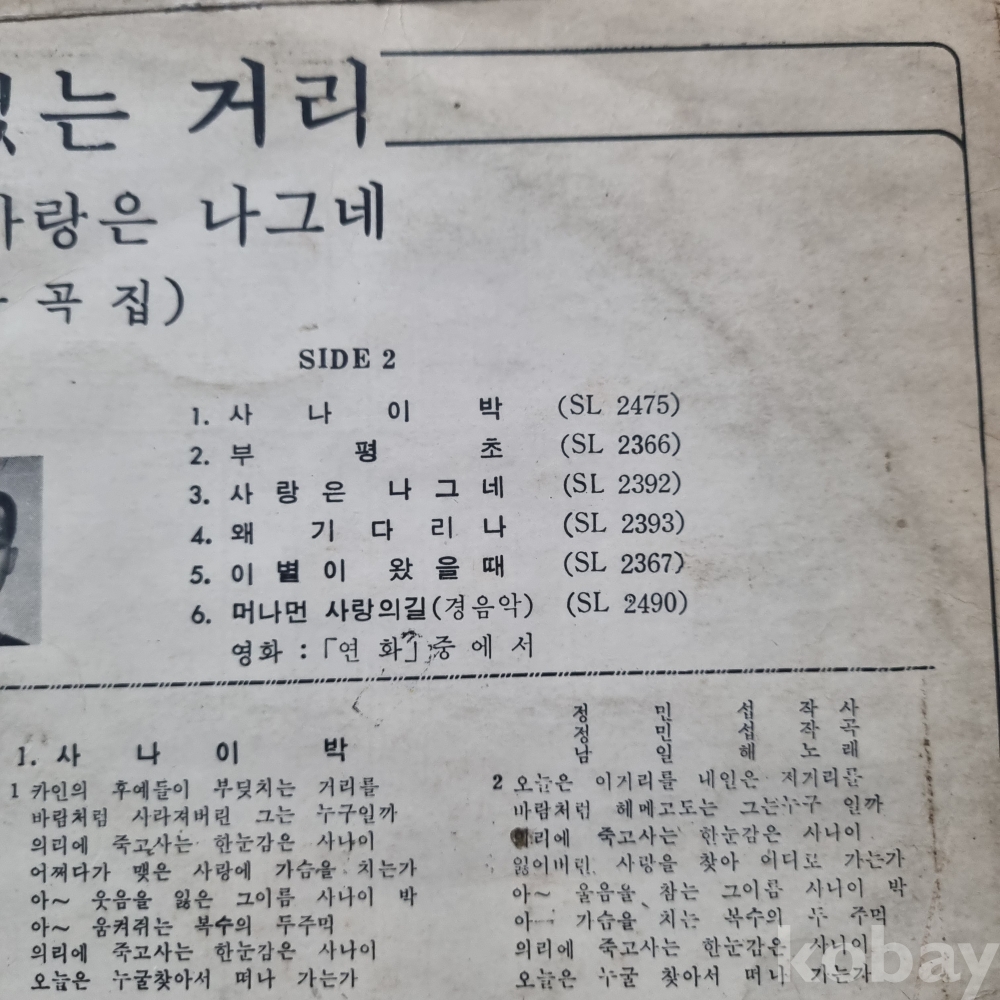 있는 거리
사랑은 나그네
곡 집)
SIDE 2
1. 사 나 이 박 (SL 2475)
2. 부 평 초 (SL 2366)
3. 사 랑 은 나 그 네 (SL 2392)
4. 왜 기 다 리 나 (SL 2393)
5. 이 별 이 왔 을 때 (SL 2367)
6. 머나먼 사랑의길(경음악) (SL 2490)
영화 : 「연 화」중 에 서
정 민 섭 작 사
정 민 섭 작 곡
남 일 해 노 래
1. 사 나 이 박
1 카인의 후예들이 부딪치는 거리를
바람처럼 사라져버린 그는 누구일까
의리에 죽고사는 한눈감은 사나이
어쩌다가 맺은 사랑에 가슴을 치는가
아~ 웃음을 잃은 그이름 사나이 박
아~ 움켜쥐는 복수의 두주먹
의리에 죽고사는 한눈감은 사나이
오늘은 누굴찾아서 떠나 가는가
2 오늘은 이거리를 내일은 저거리를
바람처럼 헤메고도는 그는누구 일까
의리에 죽고사는 한눈감은 사나이
잃어버린 사랑을 찾아 어디로 가는가
아~ 울음을 참는 그이름 사나이 박
아~ 가슴을 치는 복수의 두 주먹
의리에 죽고사는 한눈감은 사나이
오늘은 누굴 찾아서 떠나 가는가
kobay